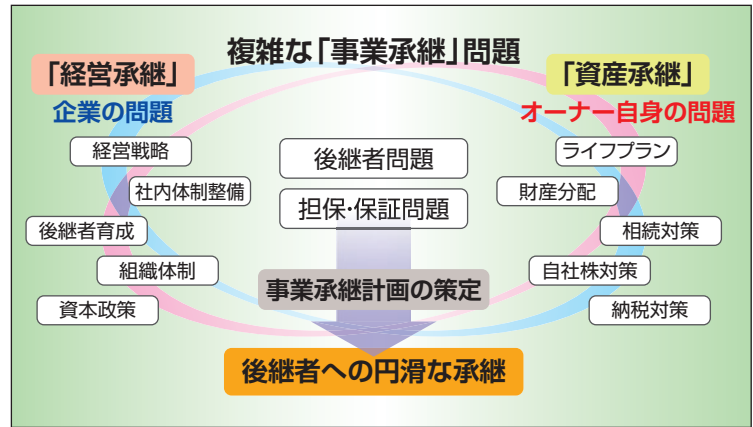 複雑な「事業承継」問題
「経営承継」
企業の問題
経営戦略
社内体制整備
後継者育成
組織体制
資本政策
後継者問題
担保・保証問題
事業承継計画の策定
後継者への円滑な承継
「資産承継」
オーナー自身の問題
ライフプラン
財産分配
相続対策
自社株対策
納税対策